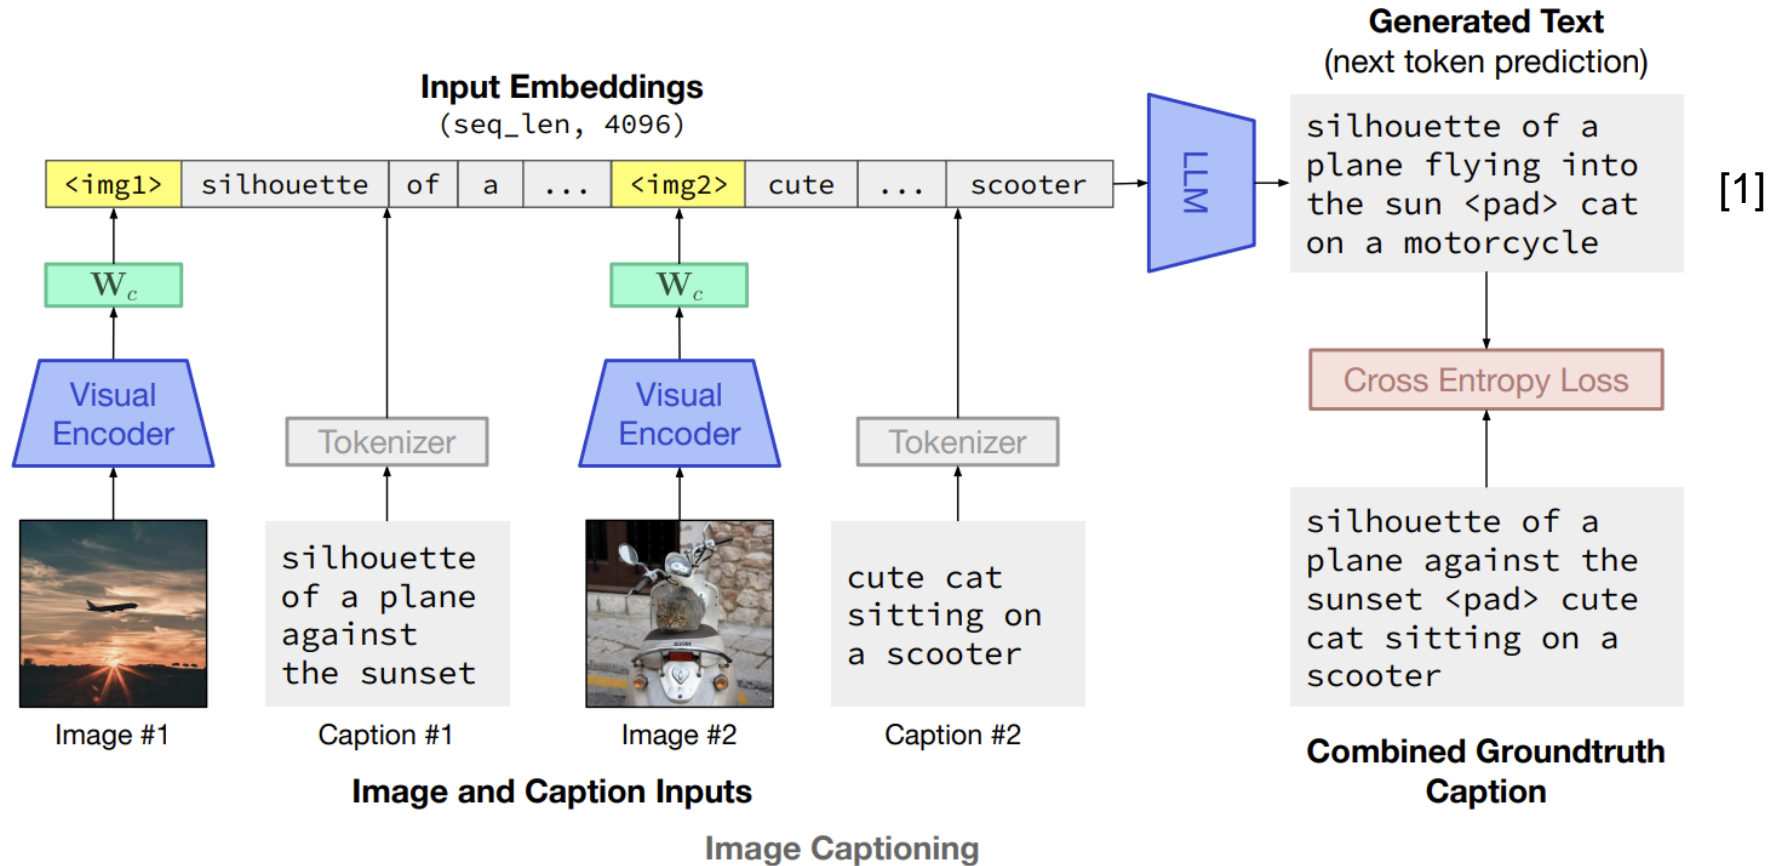 Generated Text
(next token prediction)
Input Embeddings
(seq_len, 4096)
<img1> silhouette of a ... <img2> cute ... scooter
LLM
silhouette of a
plane flying into
the sun <pad> cat
on a motorcycle
[1]
W_c
W_c
Visual
Encoder
Tokenizer
Visual
Encoder
Tokenizer
Cross Entropy Loss
silhouette
of a plane
against
the sunset
cute cat
sitting on
a scooter
silhouette of a
plane against the
sunset <pad> cute
cat sitting on a
scooter
Image #1
Caption #1
Image #2
Caption #2
Image and Caption Inputs
Combined Groundtruth
Caption
Image Captioning